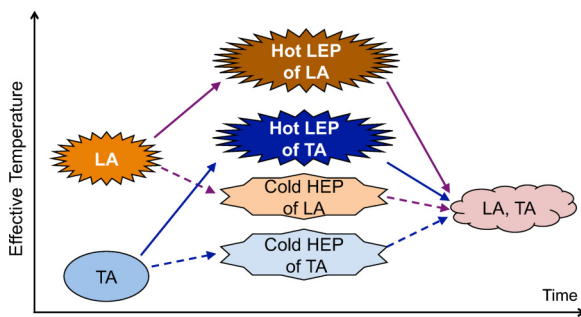 Effective Temperature
Hot LEP
of LA
LA
Hot LEP
of TA
Cold HEP
of LA
LA, TA
Cold HEP
of TA
TA
Time